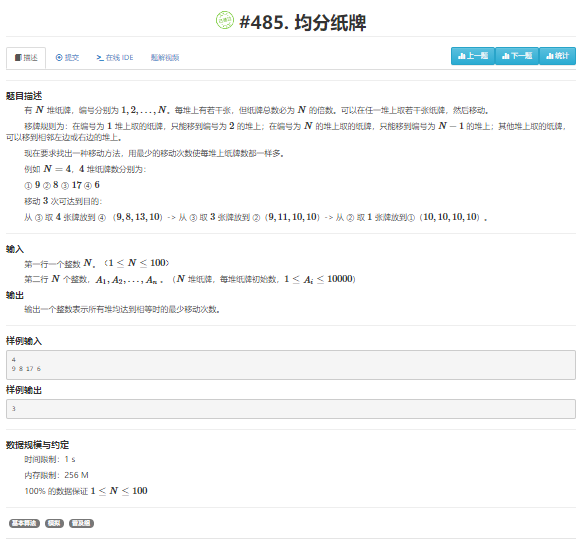 #485. 均分纸牌
描述 提交 在线 IDE 题解视频 上一题 下一题 统计
题目描述
有 N 堆纸牌，编号分别为 1, 2, . . . , N。每堆上有若干张，但纸牌总数必为 N 的倍数。可以在任一堆上取若干张纸牌，然后移动。
移牌规则为：在编号为 1 堆上取的纸牌，只能移到编号为 2 的堆上；在编号为 N 的堆上取的纸牌，只能移到编号为 N − 1 的堆上；其他堆上取的纸牌，
可以移到相邻左边或右边的堆上。
现在要求找出一种移动方法，用最少的移动次数使每堆上纸牌数都一样多。
例如 N = 4，4 堆纸牌数分别为：
① 9 ② 8 ③ 17 ④ 6
移动 3 次可达到目的：
从 ③ 取 4 张牌放到 ④ （9, 8, 13, 10）-> 从 ③ 取 3 张牌放到 ②（9, 11, 10, 10）-> 从 ② 取 1 张牌放到①（10, 10, 10, 10）。
输入
第一行一个整数 N。（1 ≤ N ≤ 100）
第二行 N 个整数，A1, A2, . . . , An 。（N 堆纸牌，每堆纸牌初始数，1 ≤ Ai ≤ 10000）
输出
输出一个整数表示所有堆均达到相等时的最少移动次数。
样例输入
4
9 8 17 6
样例输出
3
数据规模与约定
时间限制：1 s
内存限制：256 M
100% 的数据保证 1 ≤ N ≤ 100
基本算法 模拟 普及组